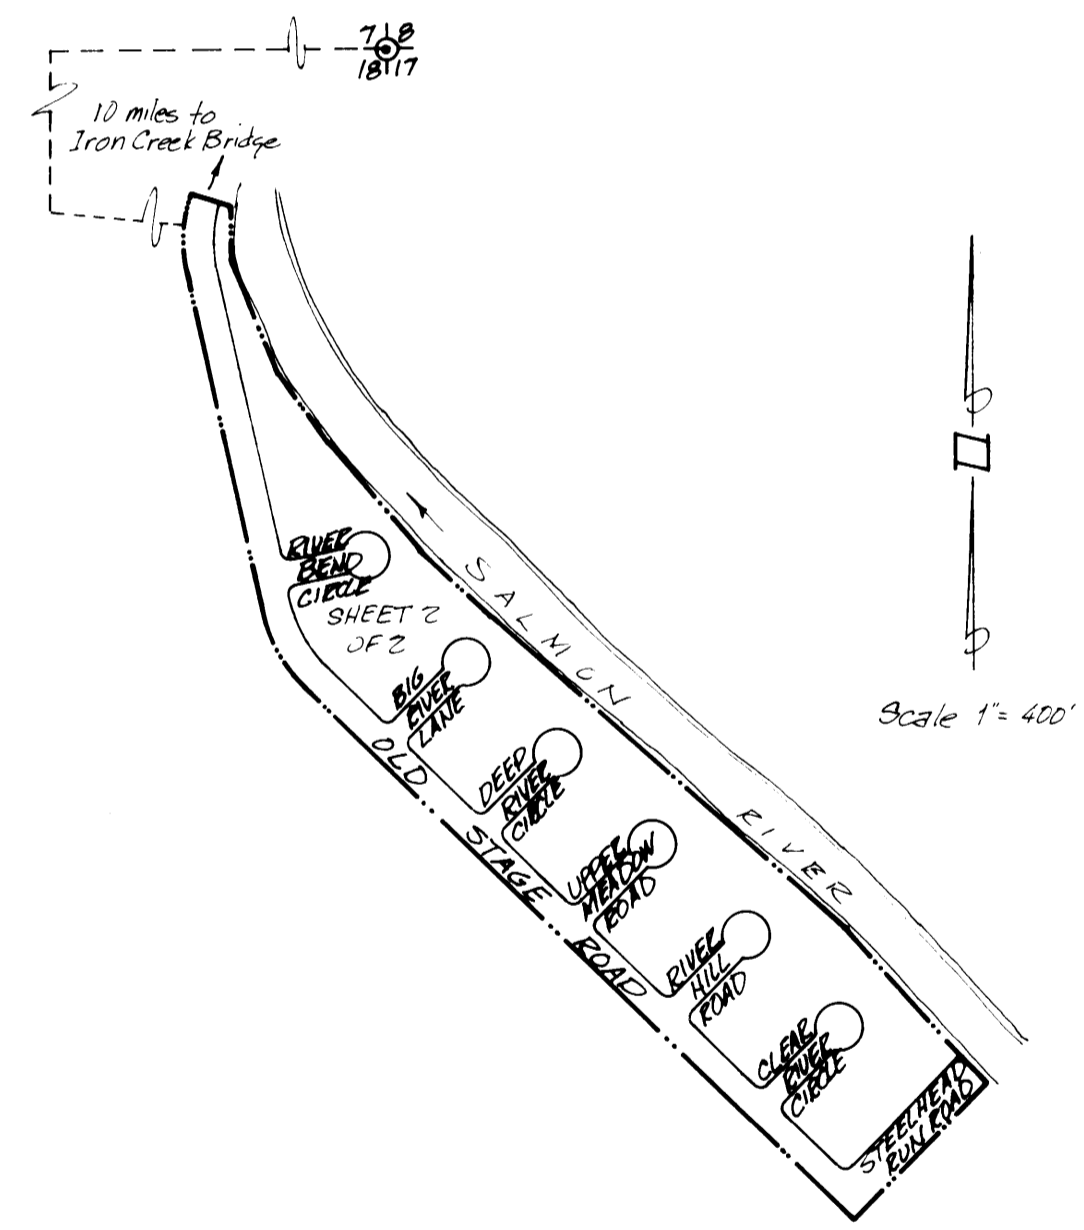 7 8
18 17
10 miles to
Iron Creek Bridge
RIVER
BEND
CIRCLE
SHEET 2
OF 2
SALMON
RIVER
BIG
RIVER
LANE
Scale 1"= 400'
OLD
STAGE
ROAD
DEEP
RIVER
CIRCLE
UPPER
MEADOW
ROAD
RIVER
HILL
ROAD
CLEAR
RIVER
CIRCLE
STEELHEAD
RUN ROAD